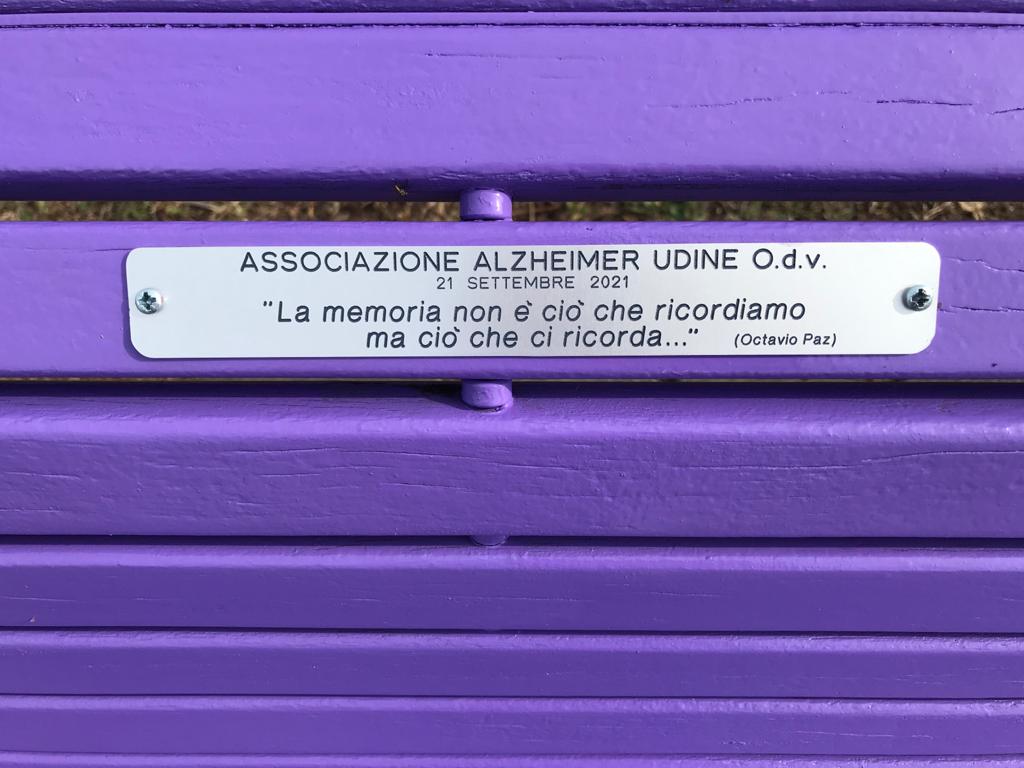 ASSOCIAZIONE ALZHEIMER UDINE O.d.v.
21 SETTEMBRE 2021
"La memoria non è ciò che ricordiamo
ma ciò che ci ricorda..." (Octavio Paz)